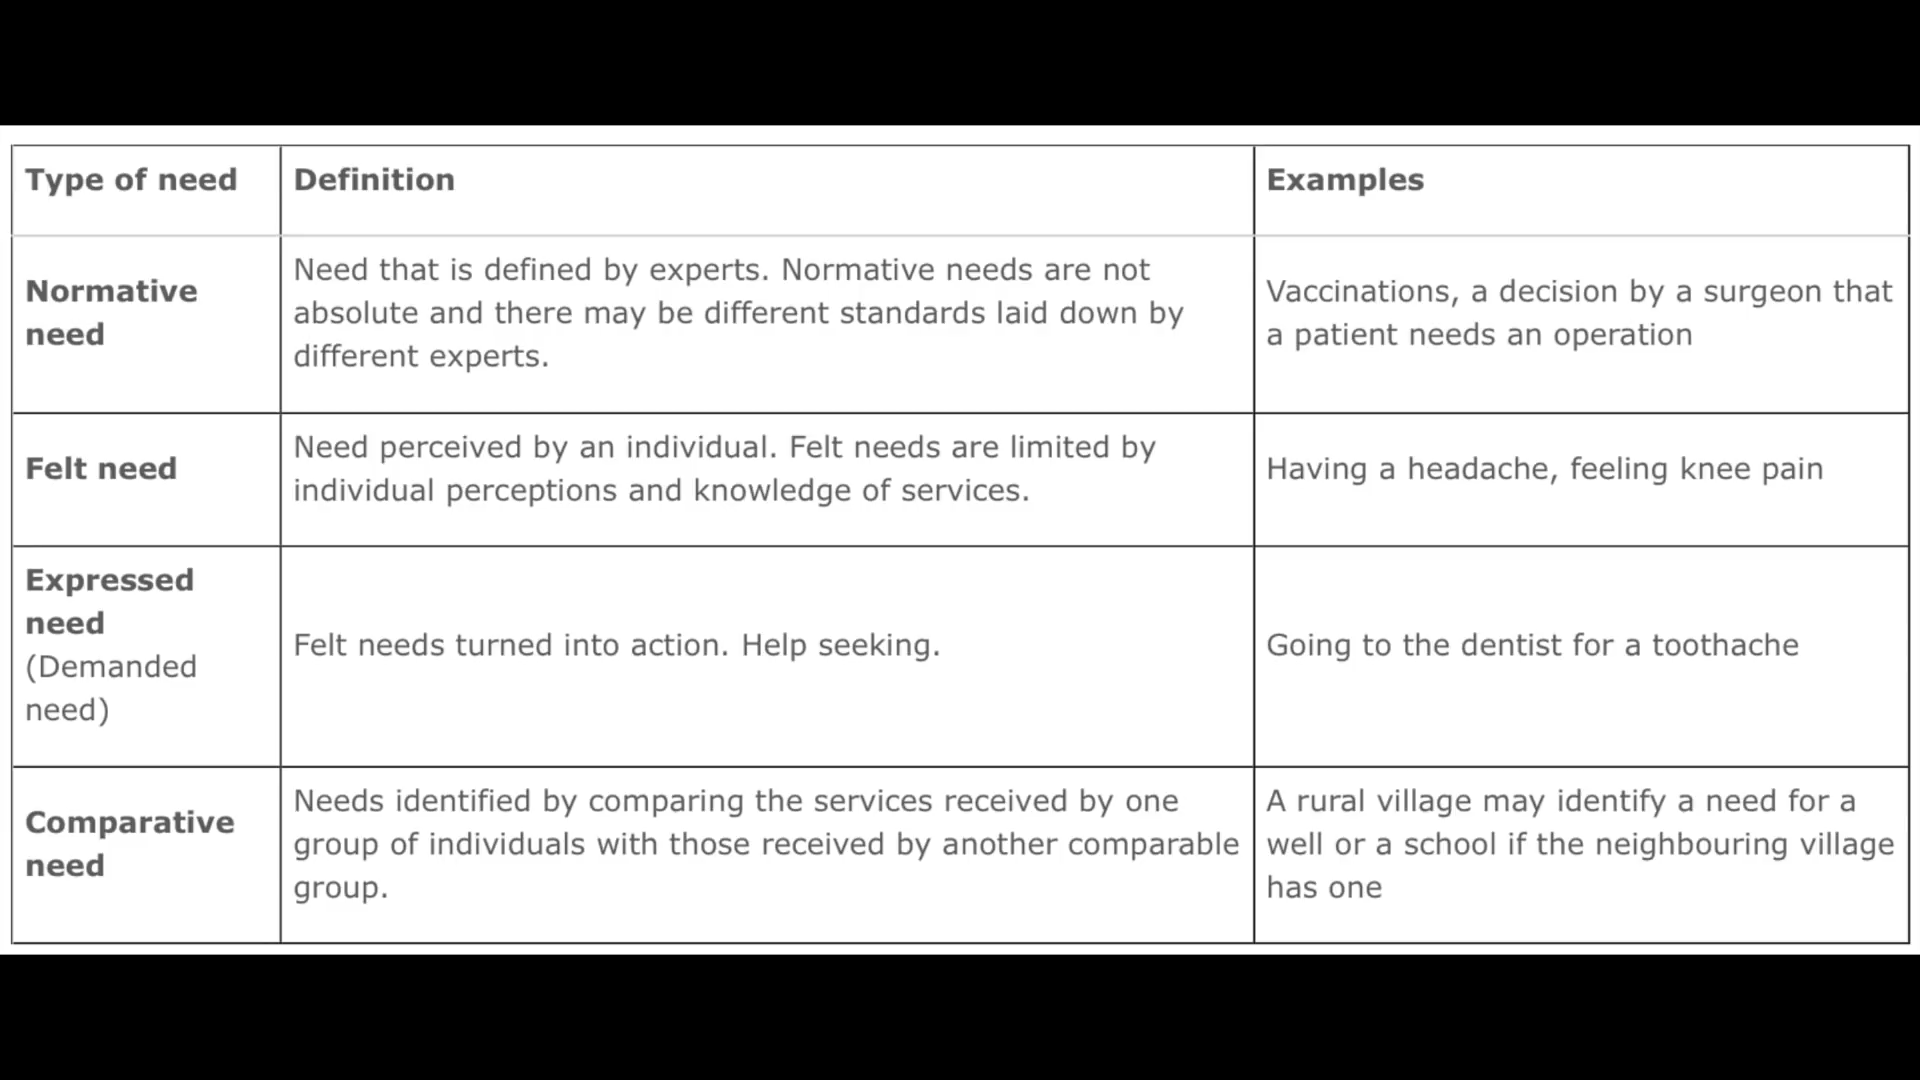 Type of need
Definition
Examples
Normative
need
Need that is defined by experts. Normative needs are not
absolute and there may be different standards laid down by
different experts.
Vaccinations, a decision by a surgeon that
a patient needs an operation
Felt need
Need perceived by an individual. Felt needs are limited by
individual perceptions and knowledge of services.
Having a headache, feeling knee pain
Expressed
need
(Demanded
need)
Felt needs turned into action. Help seeking.
Going to the dentist for a toothache
Comparative
need
Needs identified by comparing the services received by one
group of individuals with those received by another comparable
group.
A rural village may identify a need for a
well or a school if the neighbouring village
has one